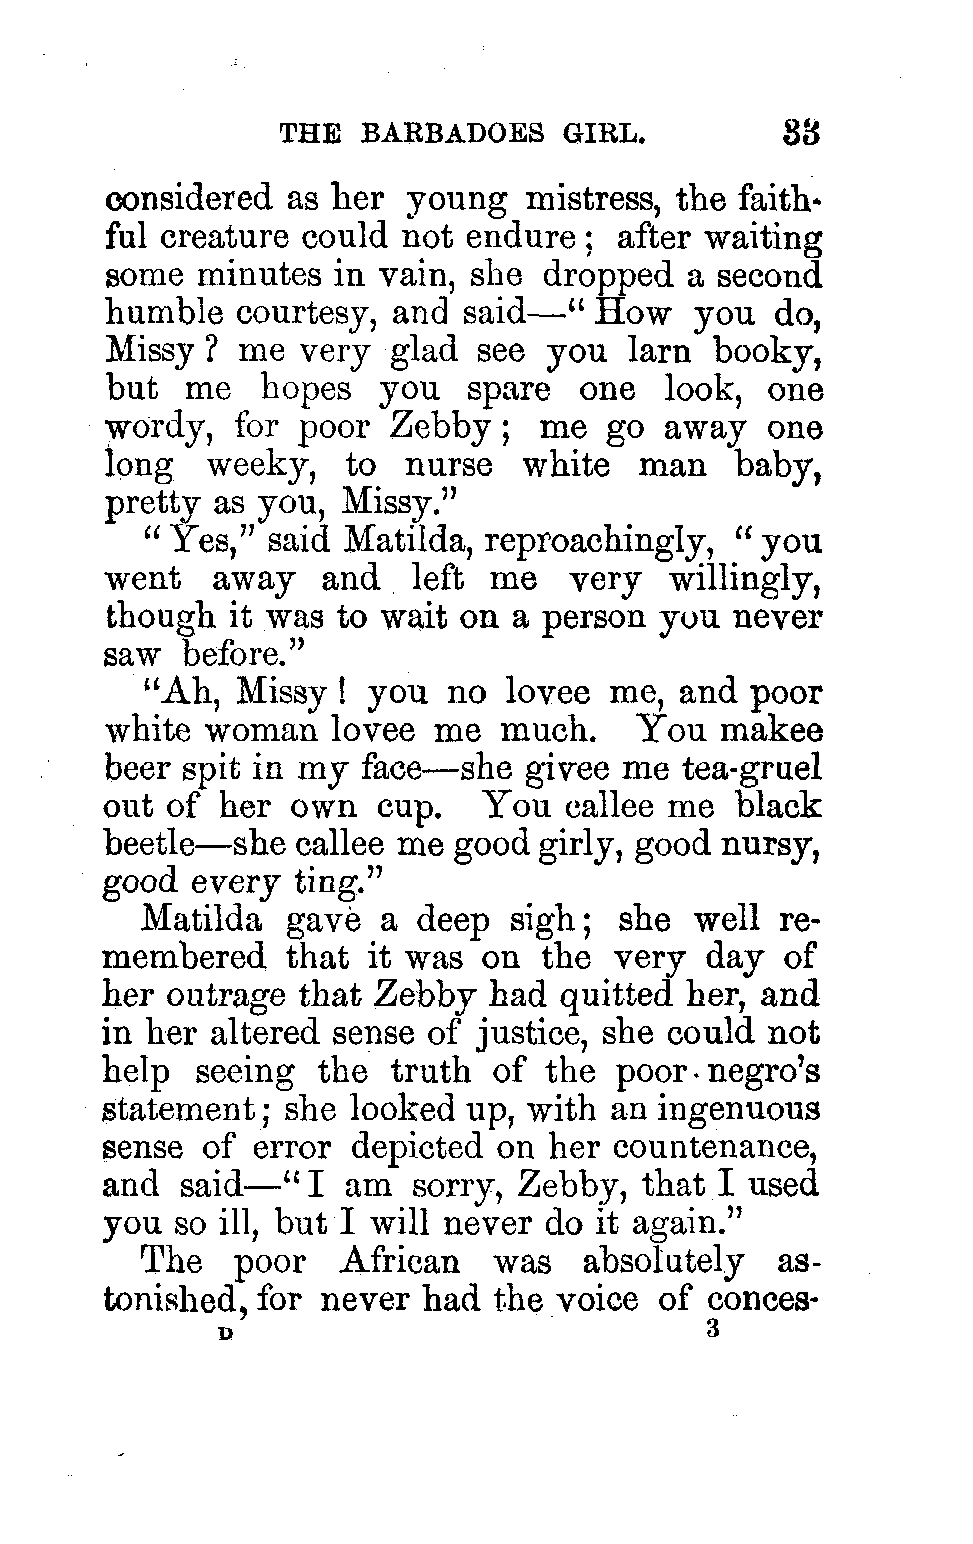 THE BARBADOES GIRL. 33
considered as her young mistress, the faith-
ful creature could not endure; after waiting
some minutes in vain, she dropped a second
humble courtesy, and said—“How you do,
Missy? me very glad see you larn booky,
but me hopes you spare one look, one
wordy, for poor Zebby; me go away one
long weeky, to nurse white man baby,
pretty as you, Missy.”
“Yes,” said Matilda, reproachingly, “you
went away and left me very willingly,
though it was to wait on a person you never
saw before.”
“Ah, Missy! you no lovee me, and poor
white woman lovee me much. You makee
beer spit in my face—she givee me tea-gruel
out of her own cup. You callee me black
beetle—she callee me good girly, good nursy,
good every ting.”
Matilda gave a deep sigh; she well re-
membered that it was on the very day of
her outrage that Zebby had quitted her, and
in her altered sense of justice, she could not
help seeing the truth of the poor negro’s
statement; she looked up, with an ingenuous
sense of error depicted on her countenance,
and said—“I am sorry, Zebby, that I used
you so ill, but I will never do it again.”
The poor African was absolutely as-
tonished, for never had the voice of conces-
D 3